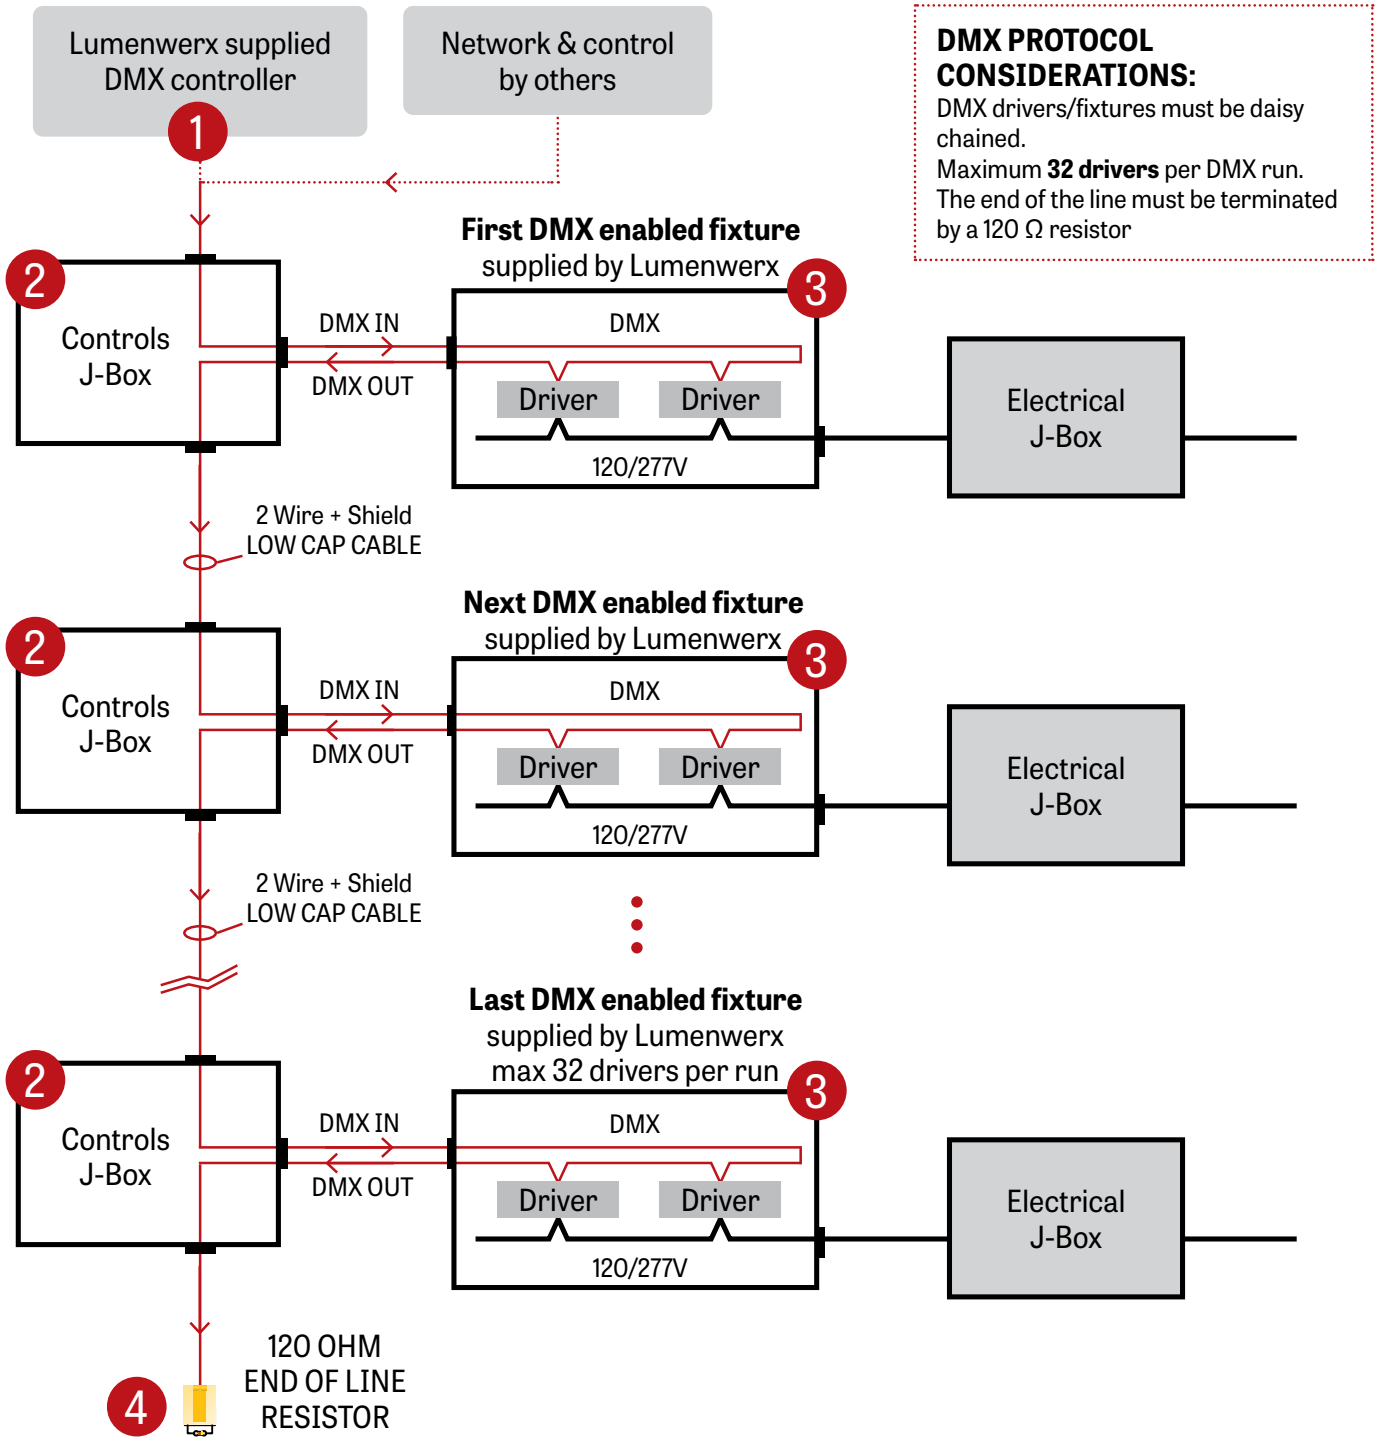 Lumenwerx supplied
DMX controller
1
Network & control
by others
DMX PROTOCOL
CONSIDERATIONS:
DMX drivers/fixtures must be daisy
chained.
Maximum 32 drivers per DMX run.
The end of the line must be terminated
by a 120 Ω resistor
2
Controls
J-Box
DMX IN
DMX OUT
First DMX enabled fixture
supplied by Lumenwerx
3
DMX
Driver
Driver
120/277V
Electrical
J-Box
2 Wire + Shield
LOW CAP CABLE
2
Controls
J-Box
DMX IN
DMX OUT
Next DMX enabled fixture
supplied by Lumenwerx
3
DMX
Driver
Driver
120/277V
Electrical
J-Box
2 Wire + Shield
LOW CAP CABLE
2
Controls
J-Box
DMX IN
DMX OUT
Last DMX enabled fixture
supplied by Lumenwerx
max 32 drivers per run
3
DMX
Driver
Driver
120/277V
Electrical
J-Box
4
120 OHM
END OF LINE
RESISTOR